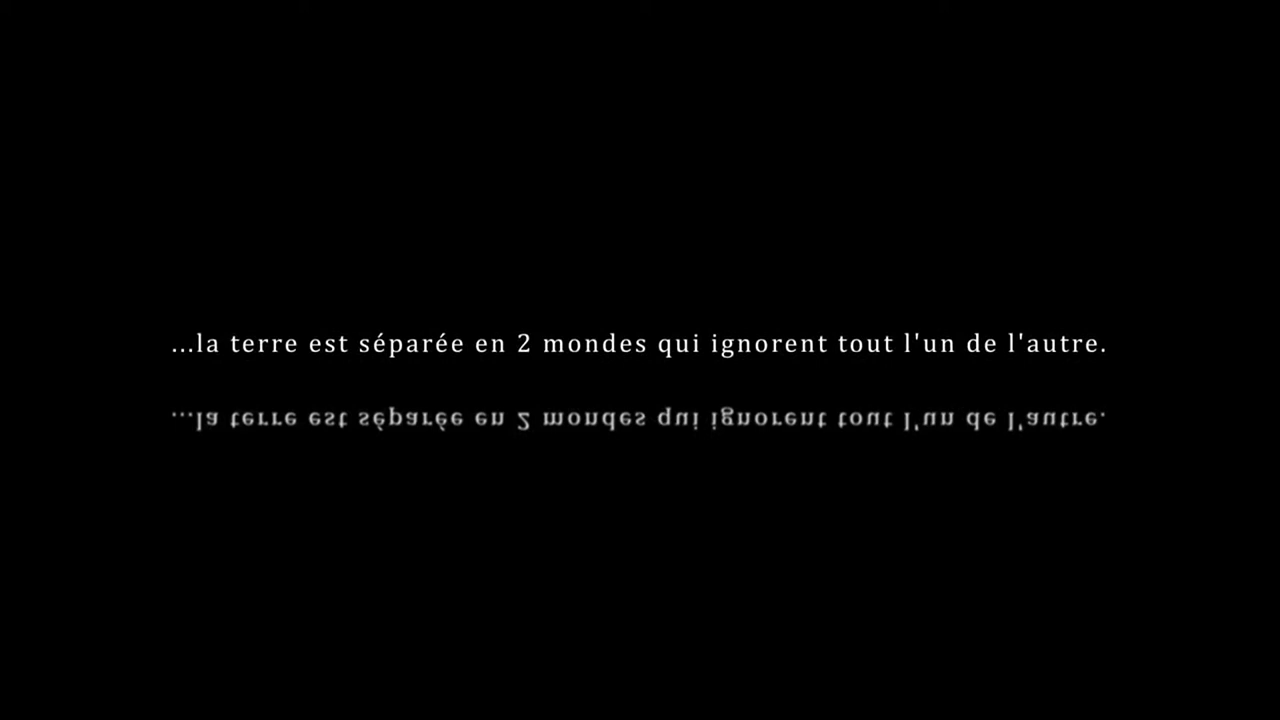 ...la terre est séparée en 2 mondes qui ignorent tout l'un de l'autre.
...la terre est séparée en 2 mondes qui ignorent tout l'un de l'autre.